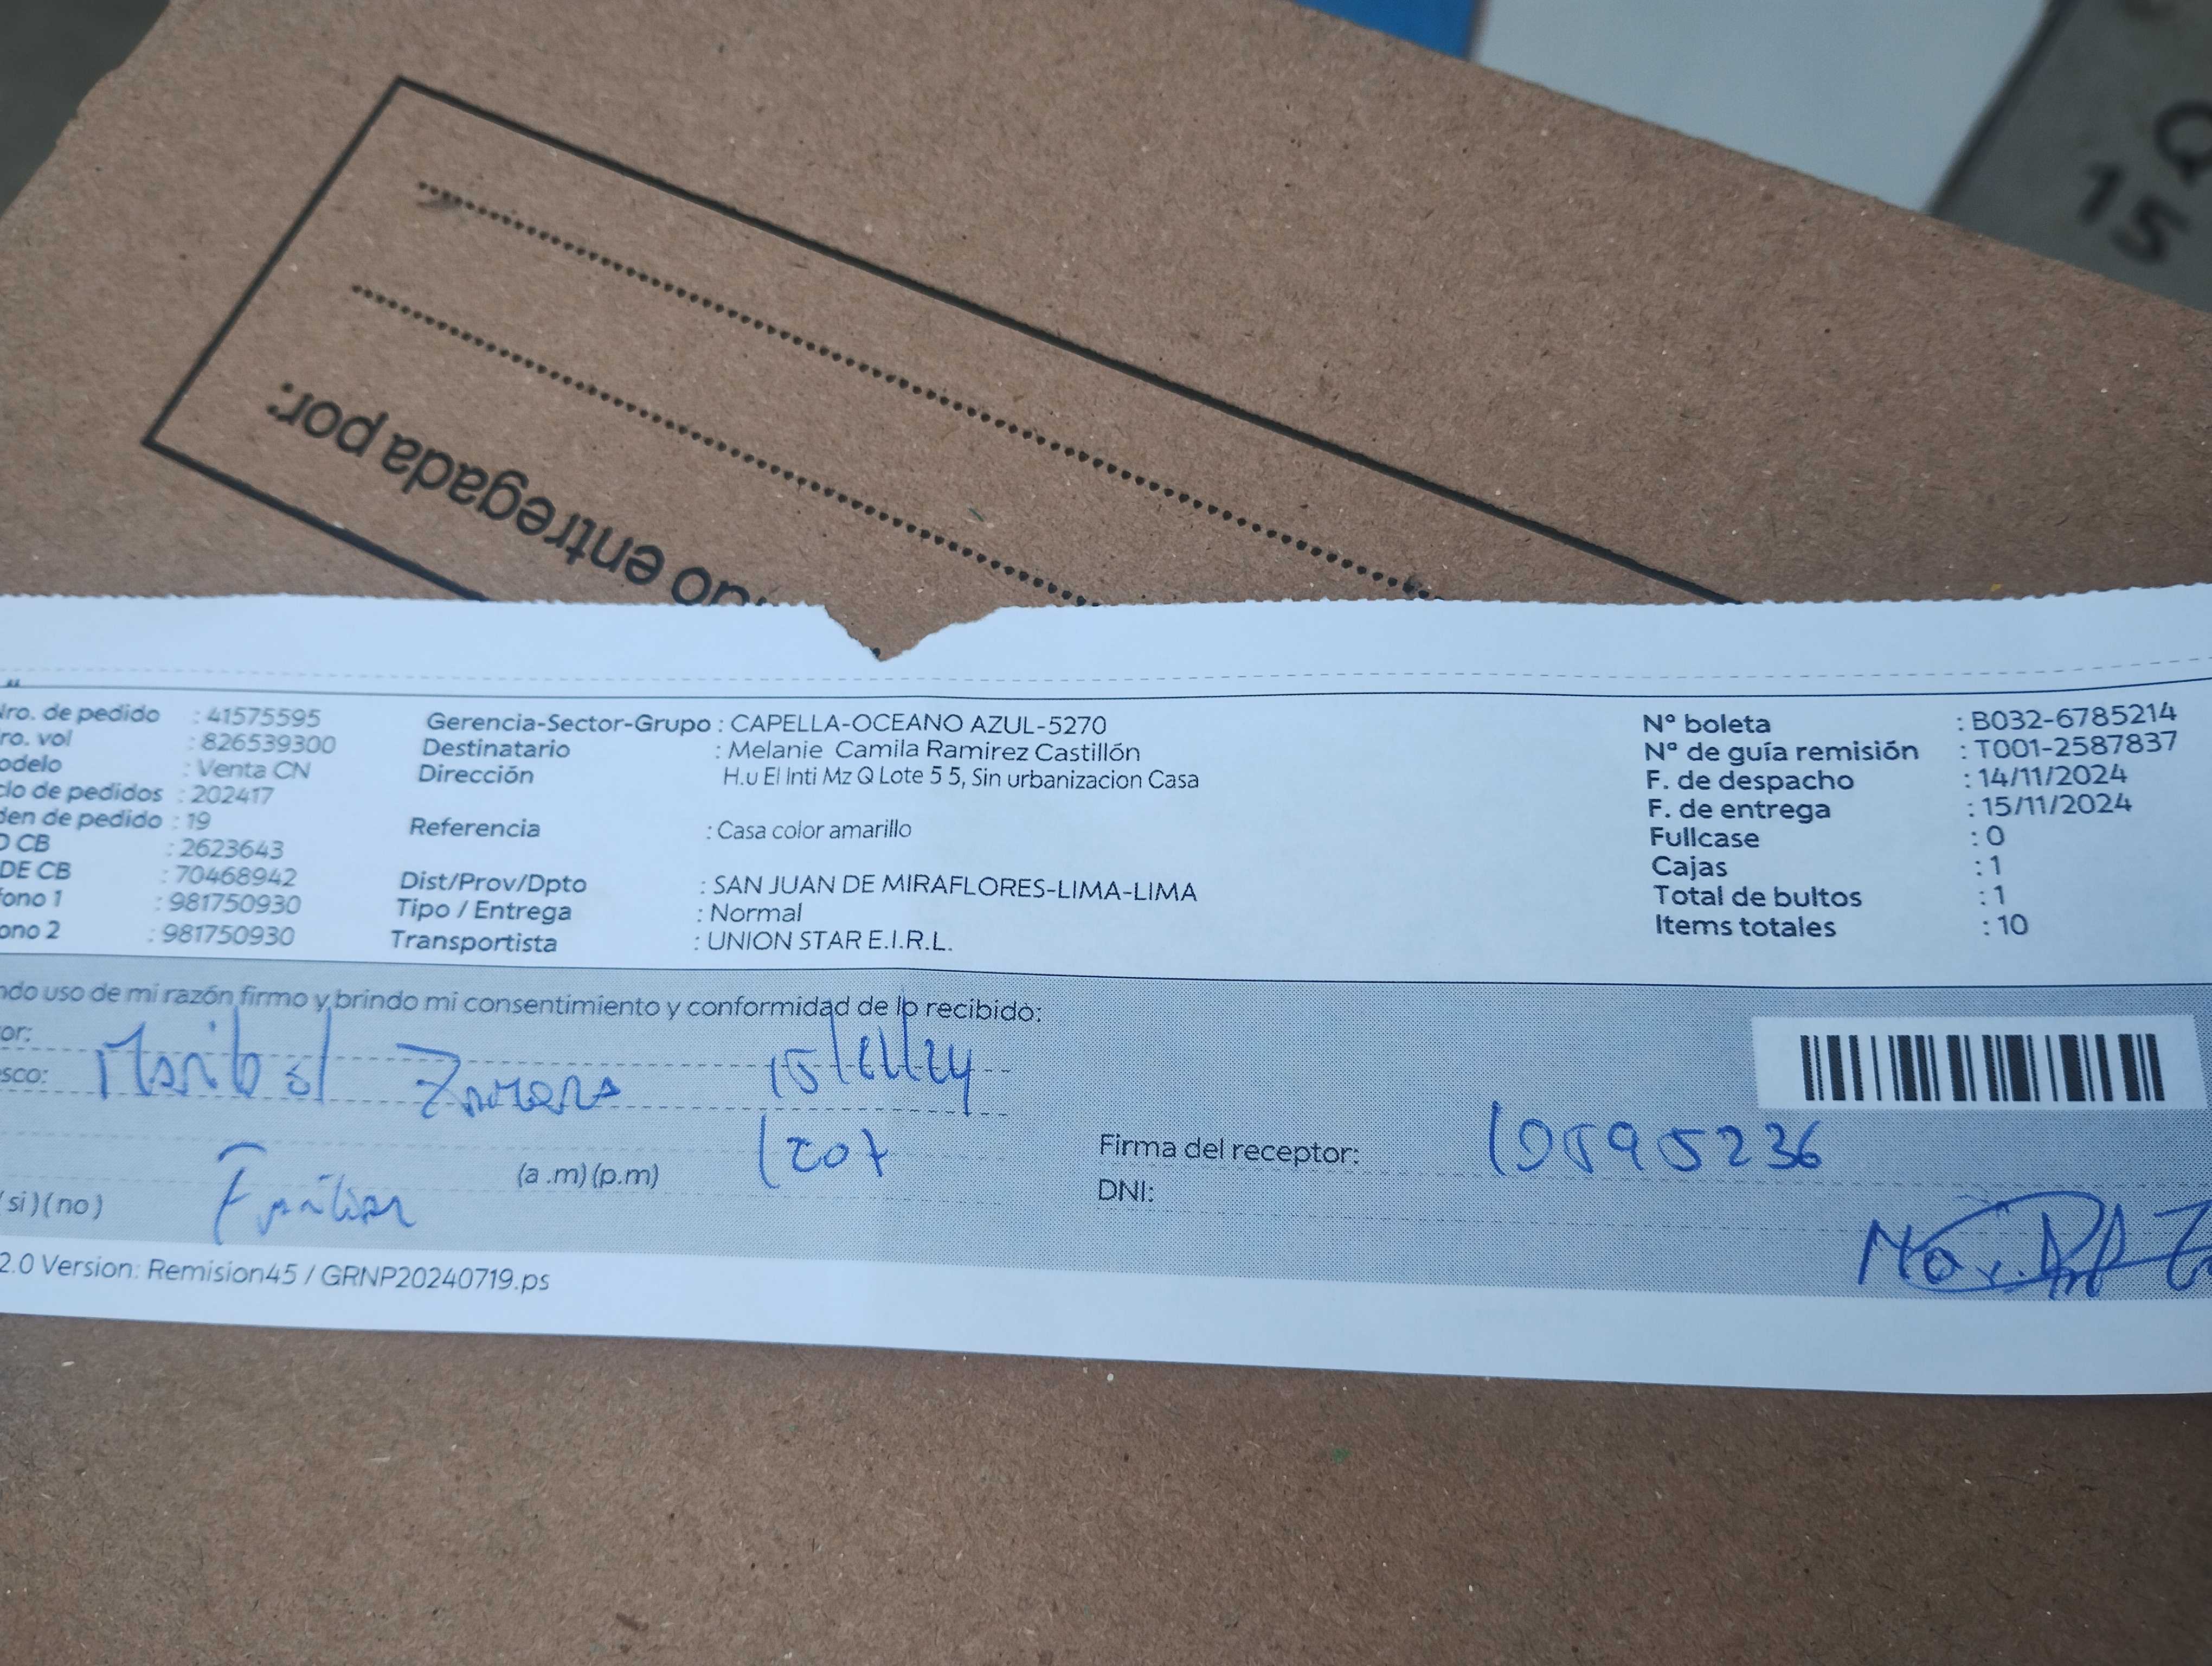 Q
15
do entregada por:
ro. de pedido : 41575595
ro. vol : 826539300
odelo : Venta CN
clo de pedidos : 202417
den de pedido : 19
CB : 2623643
DE CB : 70468942
fono 1 : 981750930
ono 2 : 981750930
Gerencia-Sector-Grupo : CAPELLA-OCEANO AZUL-5270
Destinatario : Melanie Camila Ramirez Castillón
Dirección H.u El Inti Mz Q Lote 5 5, Sin urbanizacion Casa
Referencia : Casa color amarillo
Dist/Prov/Dpto : SAN JUAN DE MIRAFLORES-LIMA-LIMA
Tipo / Entrega : Normal
Transportista : UNION STAR E.I.R.L.
Nº boleta : B032-6785214
Nº de guía remisión : T001-2587837
F. de despacho : 14/11/2024
F. de entrega : 15/11/2024
Fullcase : 0
Cajas : 1
Total de bultos : 1
Items totales : 10
ndo uso de mi razón firmo y brindo mi consentimiento y conformidad de lo recibido:
or:
sco: Maribel 15/11/24
(a .m) (p.m) 1207
Firma del receptor: 10595236
DNI:
(si) (no) Familiar
2.0 Version: Remision45 / GRNP20240719.ps